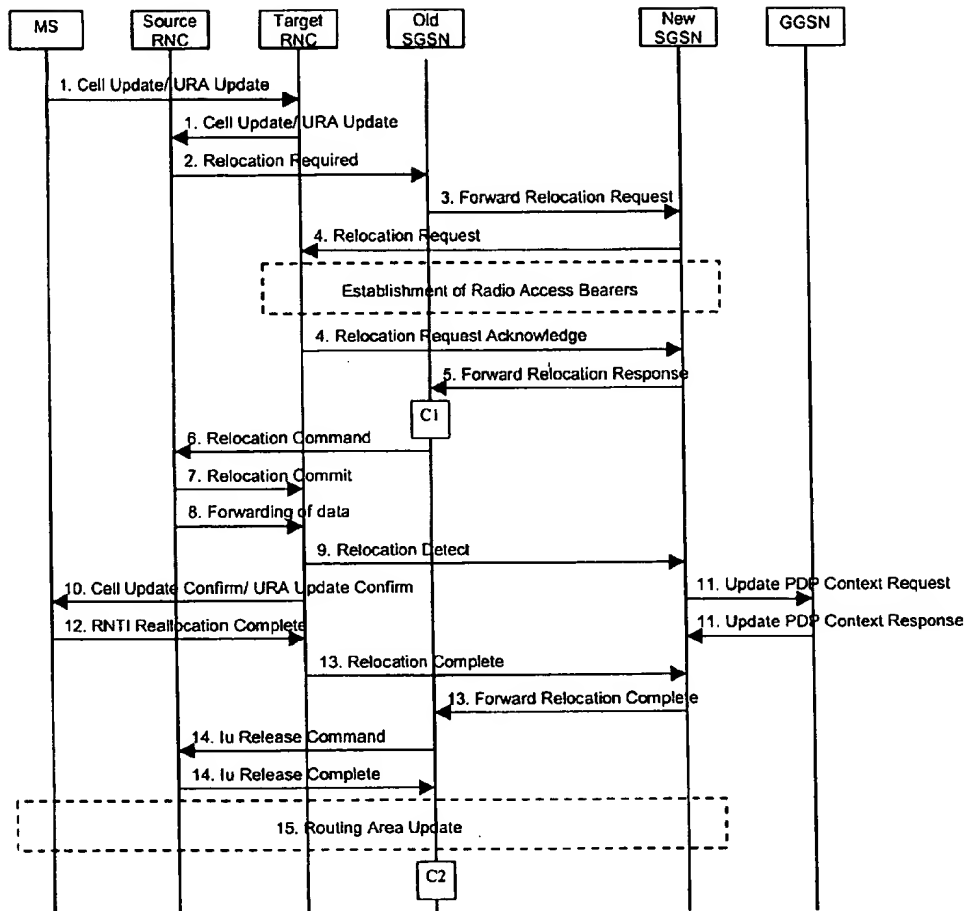 MS
Source
RNC
Target
RNC
Old
SGSN
New
SGSN
GGSN
1. Cell Update/ URA Update
1. Cell Update/ URA Update
2. Relocation Required
3. Forward Relocation Request
4. Relocation Request
Establishment of Radio Access Bearers
4. Relocation Request Acknowledge
5. Forward Relocation Response
C1
6. Relocation Command
7. Relocation Commit
8. Forwarding of data
9. Relocation Detect
10. Cell Update Confirm/ URA Update Confirm
11. Update PDP Context Request
12. RNTI Reallocation Complete
11. Update PDP Context Response
13. Relocation Complete
13. Forward Relocation Complete
14. Iu Release Command
14. Iu Release Complete
15. Routing Area Update
C2